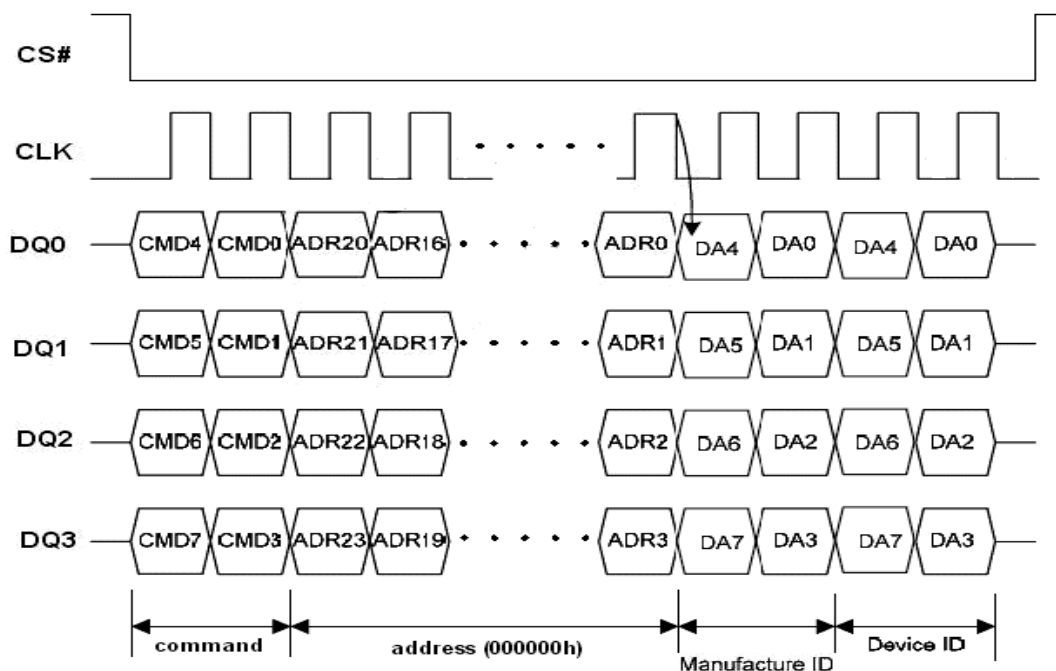 CS#
CLK
DQ0 CMD4 CMD0 ADR20 ADR16 ADR0 DA4 DA0 DA4 DA0
DQ1 CMD5 CMD1 ADR21 ADR17 ADR1 DA5 DA1 DA5 DA1
DQ2 CMD6 CMD2 ADR22 ADR18 ADR2 DA6 DA2 DA6 DA2
DQ3 CMD7 CMD3 ADR23 ADR19 ADR3 DA7 DA3 DA7 DA3
command address (000000h) Manufacture ID Device ID